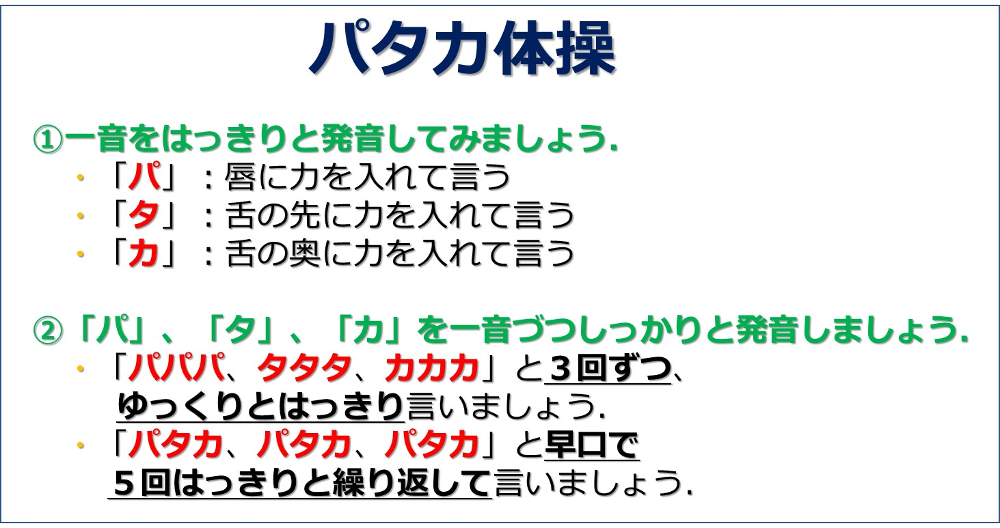 パタカ体操
①一音をはっきりと発音してみましょう.
・「パ」：唇に力を入れて言う
・「タ」：舌の先に力を入れて言う
・「カ」：舌の奥に力を入れて言う
②「パ」、「タ」、「カ」を一音づつしっかりと発音しましょう.
・「パパパ、タタタ、カカカ」と３回ずつ、
ゆっくりとはっきり言いましょう.
・「パタカ、パタカ、パタカ」と早口で
５回はっきりと繰り返して言いましょう.